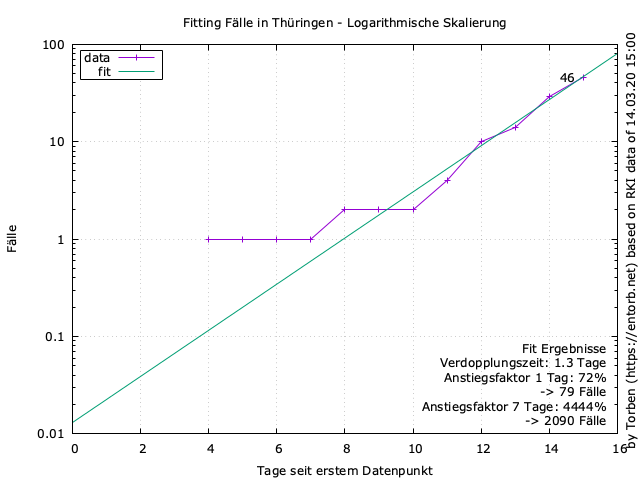 Fitting Fälle in Thüringen - Logarithmische Skalierung
100
10
1
0.1
0.01
Fälle
data
fit
46
Fit Ergebnisse
Verdopplungszeit: 1.3 Tage
Anstiegsfaktor 1 Tag: 72%
-> 79 Fälle
Anstiegsfaktor 7 Tage: 4444%
-> 2090 Fälle
0 2 4 6 8 10 12 14 16
Tage seit erstem Datenpunkt
by Torben (https://entorb.net) based on RKI data of 14.03.20 15:00